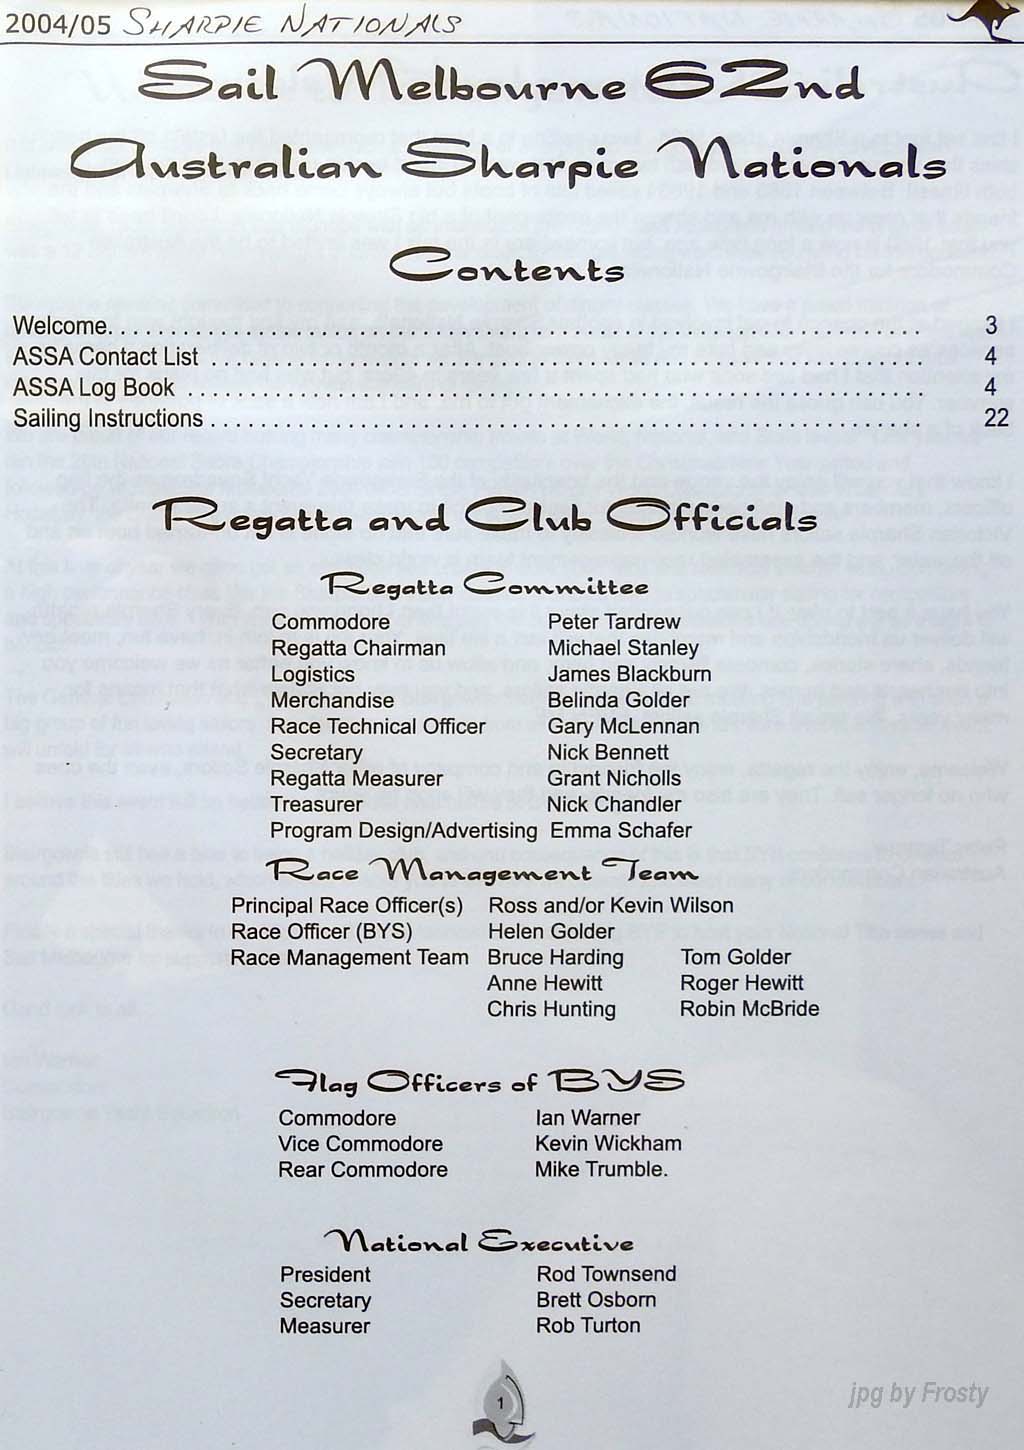 2004/05 SHARPIE NATIONALS
Sail Melbourne 62nd
Australian Sharpie Nationals
Contents
Welcome. . . . . . . . . . . . . . . . . . . . . . . . . . . . . . . . . . . . . . . . . . . . . . . . . . . . . . 3
ASSA Contact List . . . . . . . . . . . . . . . . . . . . . . . . . . . . . . . . . . . . . . . . . . . . . . . 4
ASSA Log Book . . . . . . . . . . . . . . . . . . . . . . . . . . . . . . . . . . . . . . . . . . . . . . . . 4
Sailing Instructions . . . . . . . . . . . . . . . . . . . . . . . . . . . . . . . . . . . . . . . . . . . . . . 22
Regatta and Club Officials
Regatta Committee
Commodore Peter Tardrew
Regatta Chairman Michael Stanley
Logistics James Blackburn
Merchandise Belinda Golder
Race Technical Officer Gary McLennan
Secretary Nick Bennett
Regatta Measurer Grant Nicholls
Treasurer Nick Chandler
Program Design/Advertising Emma Schafer
Race Management Team
Principal Race Officer(s) Ross and/or Kevin Wilson
Race Officer (BYS) Helen Golder
Race Management Team Bruce Harding Tom Golder
Anne Hewitt Roger Hewitt
Chris Hunting Robin McBride
Flag Officers of BYS
Commodore Ian Warner
Vice Commodore Kevin Wickham
Rear Commodore Mike Trumble.
National Executive
President Rod Townsend
Secretary Brett Osborn
Measurer Rob Turton
1
jpg by Frosty